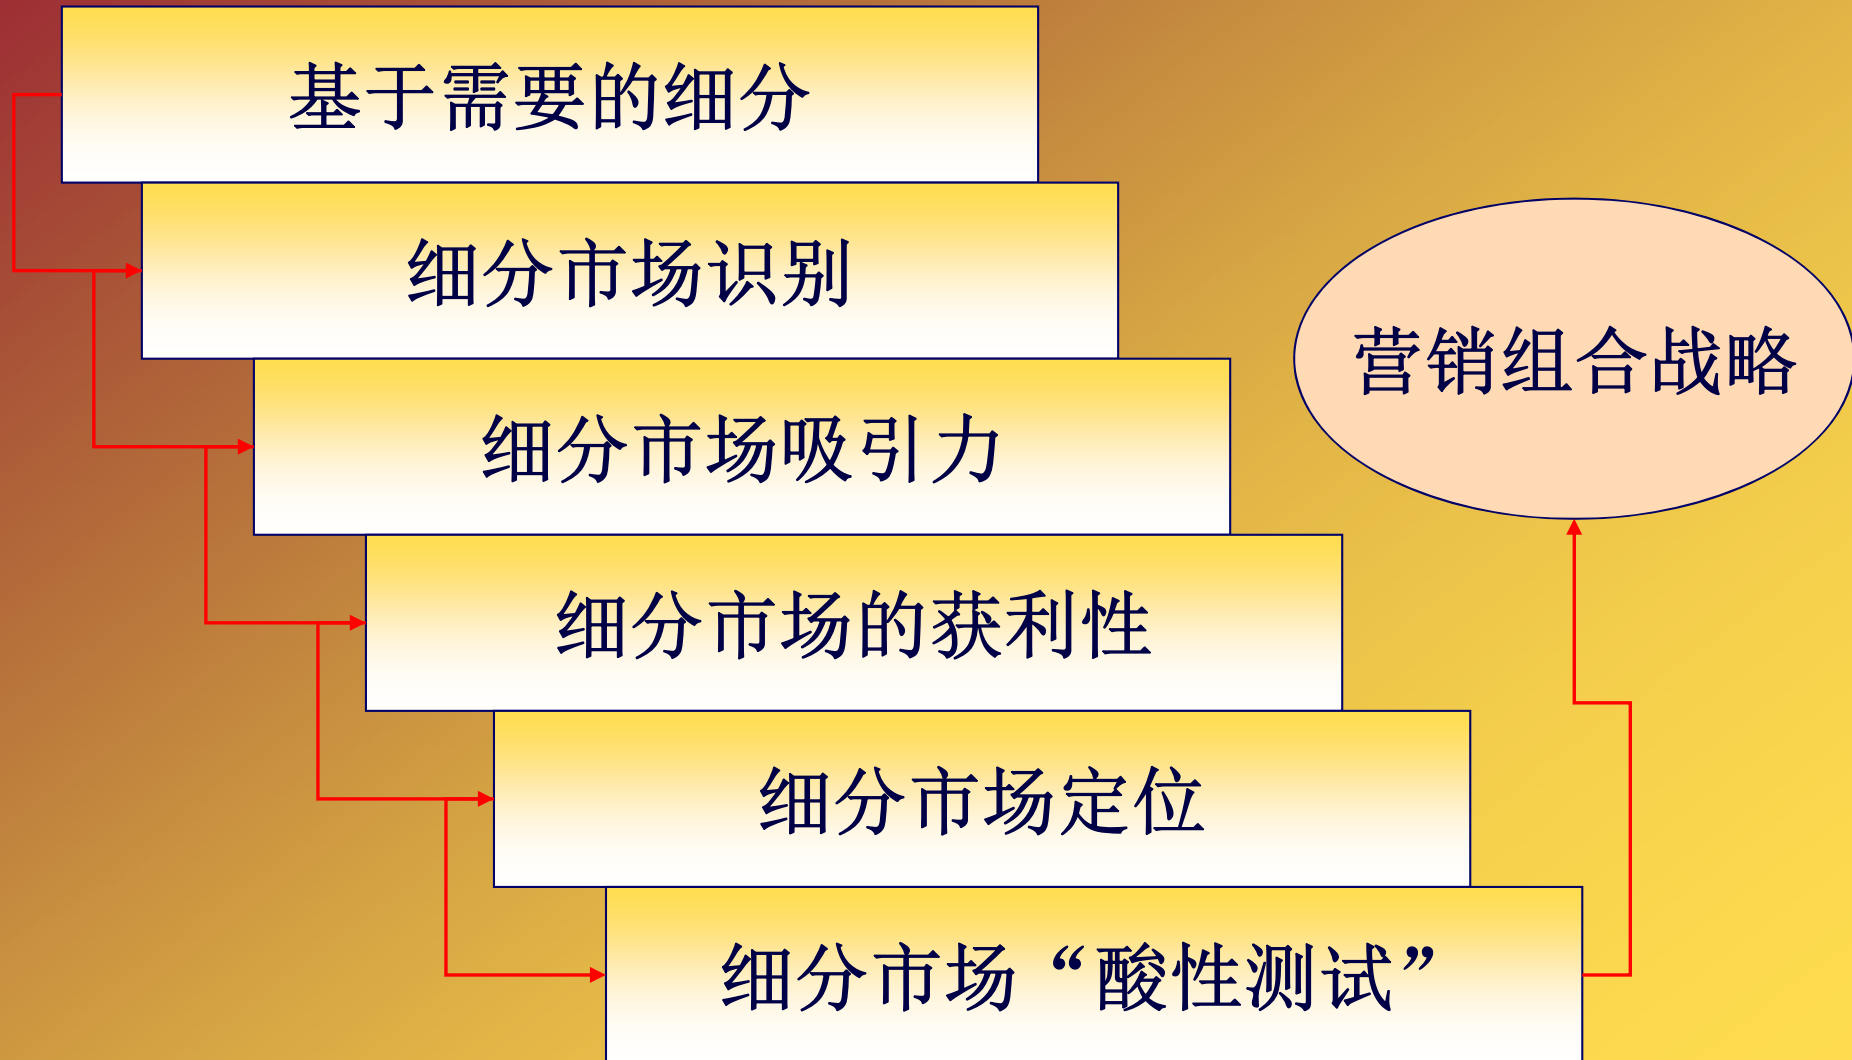 基于需要的细分
细分市场识别
细分市场吸引力
营销组合战略
细分市场的获利性
细分市场定位
细分市场“酸性测试”